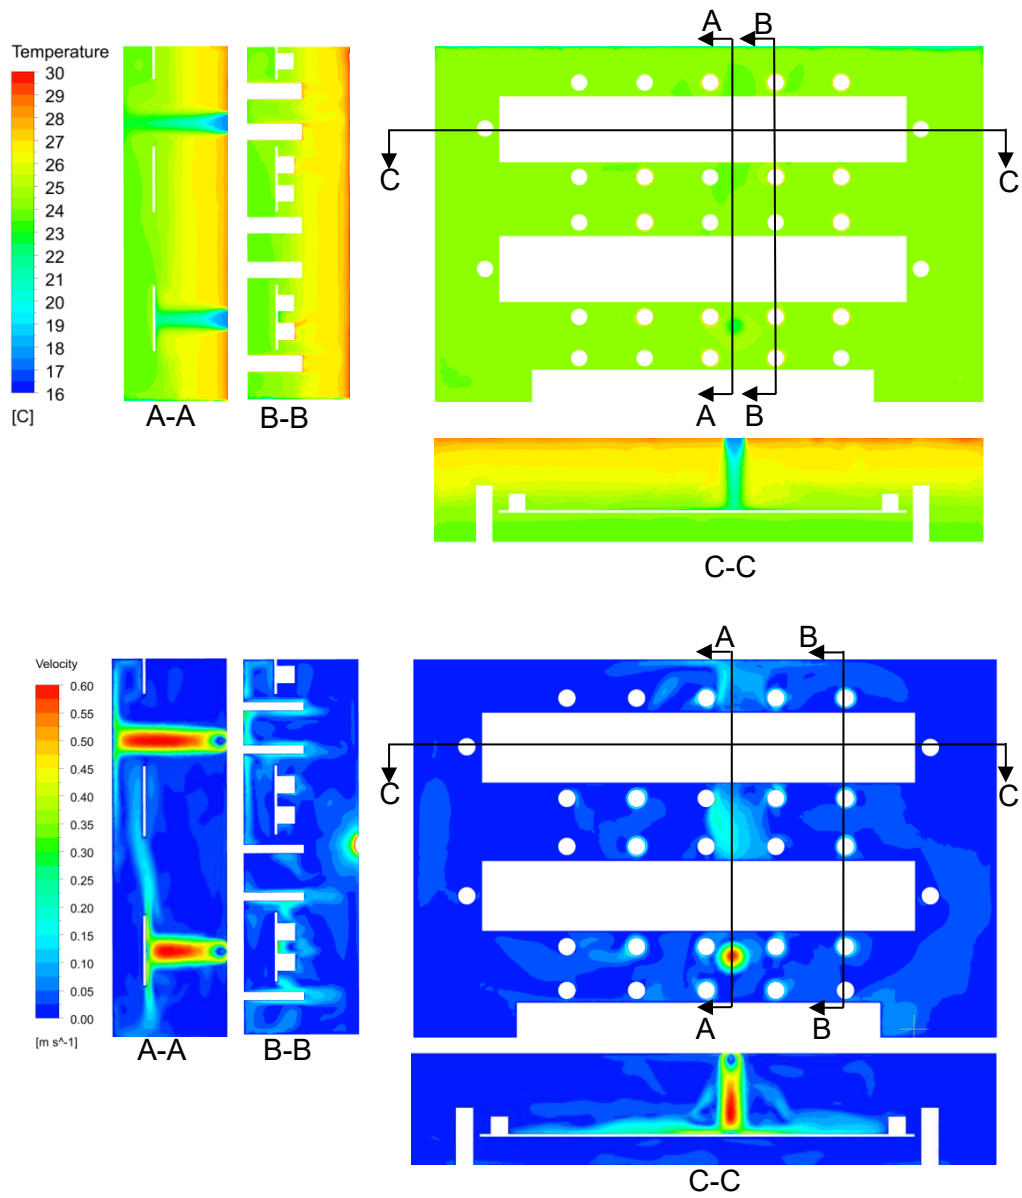 A B
Temperature
30
29
28
27
26
25
24
23
22
21
20
19
18
17
16
[C]
C C
A-A B-B A B
C-C
A B
Velocity
0.60
0.55
0.50
0.45
0.40
0.35
0.30
0.25
0.20
0.15
0.10
0.05
0.00
[m s^-1]
C C
A B
A-A B-B
C-C